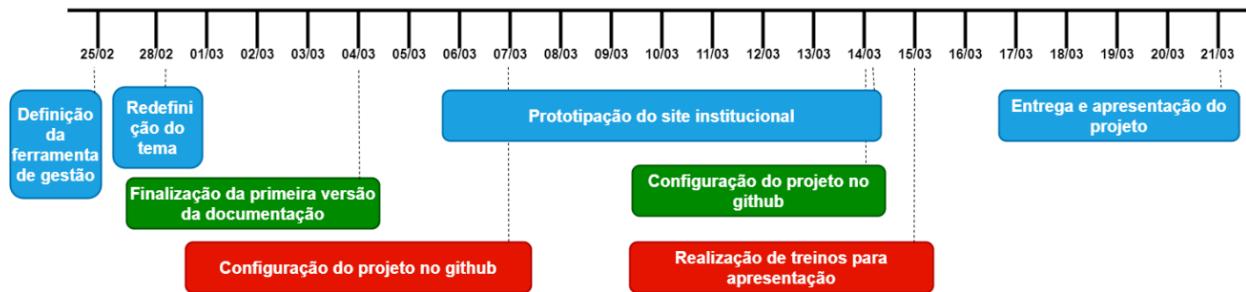 25/02 28/02 01/03 02/03 03/03 04/03 05/03 06/03 07/03 08/03 09/03 10/03 11/03 12/03 13/03 14/03 15/03 16/03 17/03 18/03 19/03 20/03 21/03
Definição
da
ferramenta
de gestão
Redefini
ção do
tema
Prototipação do site institucional
Entrega e apresentação do
projeto
Finalização da primeira versão
da documentação
Configuração do projeto no
github
Configuração do projeto no github
Realização de treinos para
apresentação